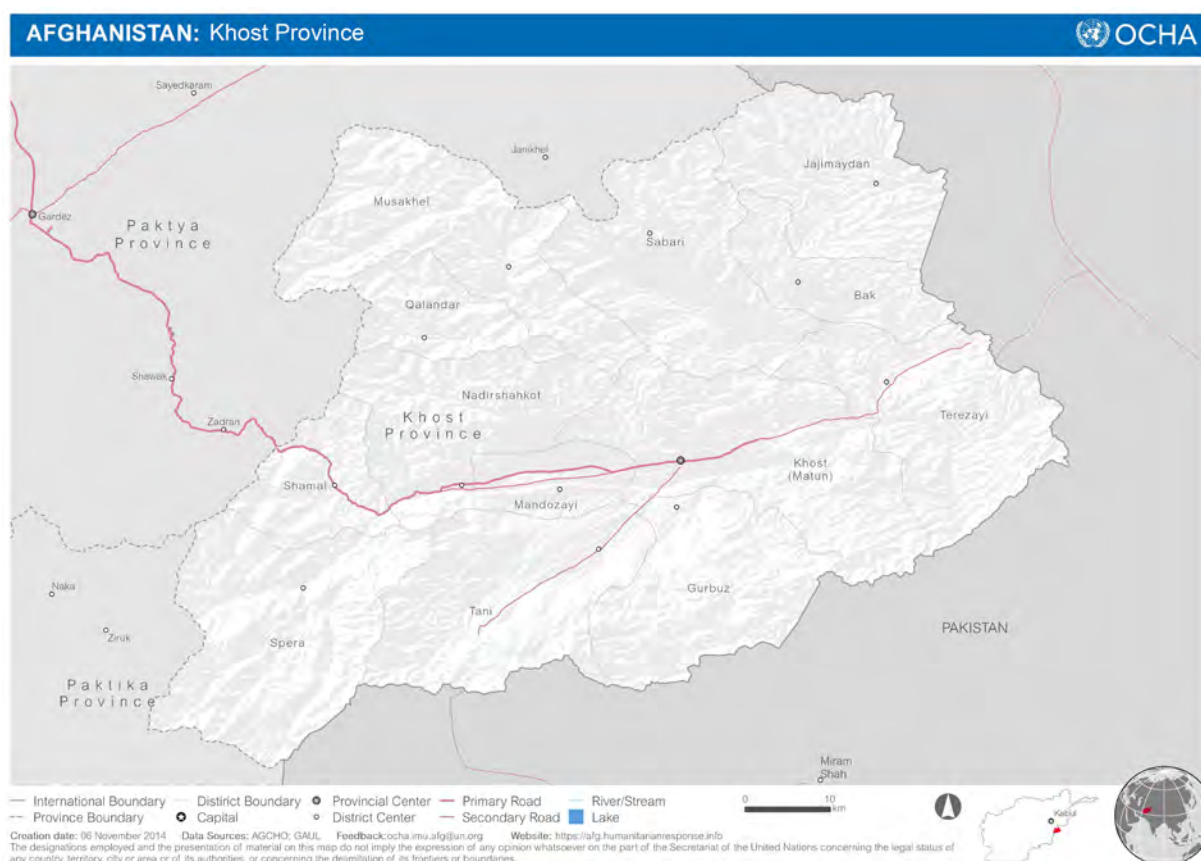 AFGHANISTAN: Khost Province
OCHA
Sayedkaram
Janikhel
Jajimaydan
Musakhel
Gardez
Paktya
Province
Sabari
Qalandar
Bak
Shawak
Nadirshahkot
Zadran
Khost
Province
Terezayi
Shamal
Khost
(Matun)
Mandozayi
Naka
Gurbuz
Tani
Ziruk
Spera
PAKISTAN
Paktika
Province
Miram
Shah
International Boundary
District Boundary
Provincial Center
Primary Road
River/Stream
0 10
km
Province Boundary
Capital
District Center
Secondary Road
Lake
Kabul
Creation date: 06 November 2014 Data Sources: AGCHO; GAUL Feedback:ocha.imu.afg@un.org Website: https://afg.humanitarianresponse.info
The designations employed and the presentation of material on this map do not imply the expression of any opinion whatsoever on the part of the Secretariat of the United Nations concerning the legal status of
any country, territory, city or area or of its authorities, or concerning the delimitation of its frontiers or boundaries.